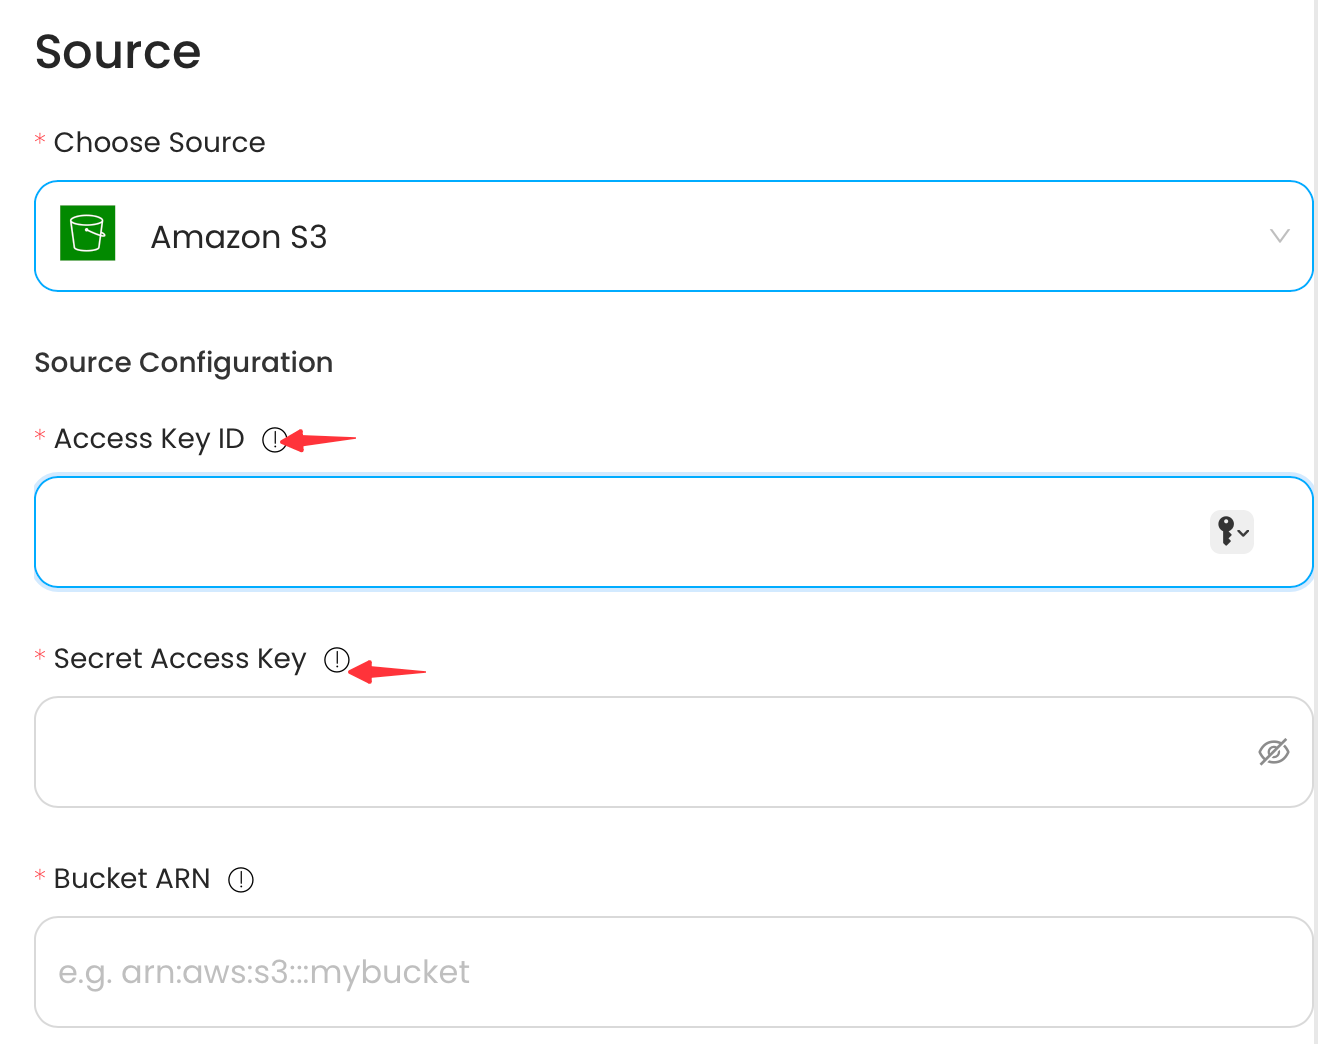 Source
* Choose Source
Amazon S3
Source Configuration
* Access Key ID
* Secret Access Key
* Bucket ARN
e.g. arn:aws:s3:::mybucket